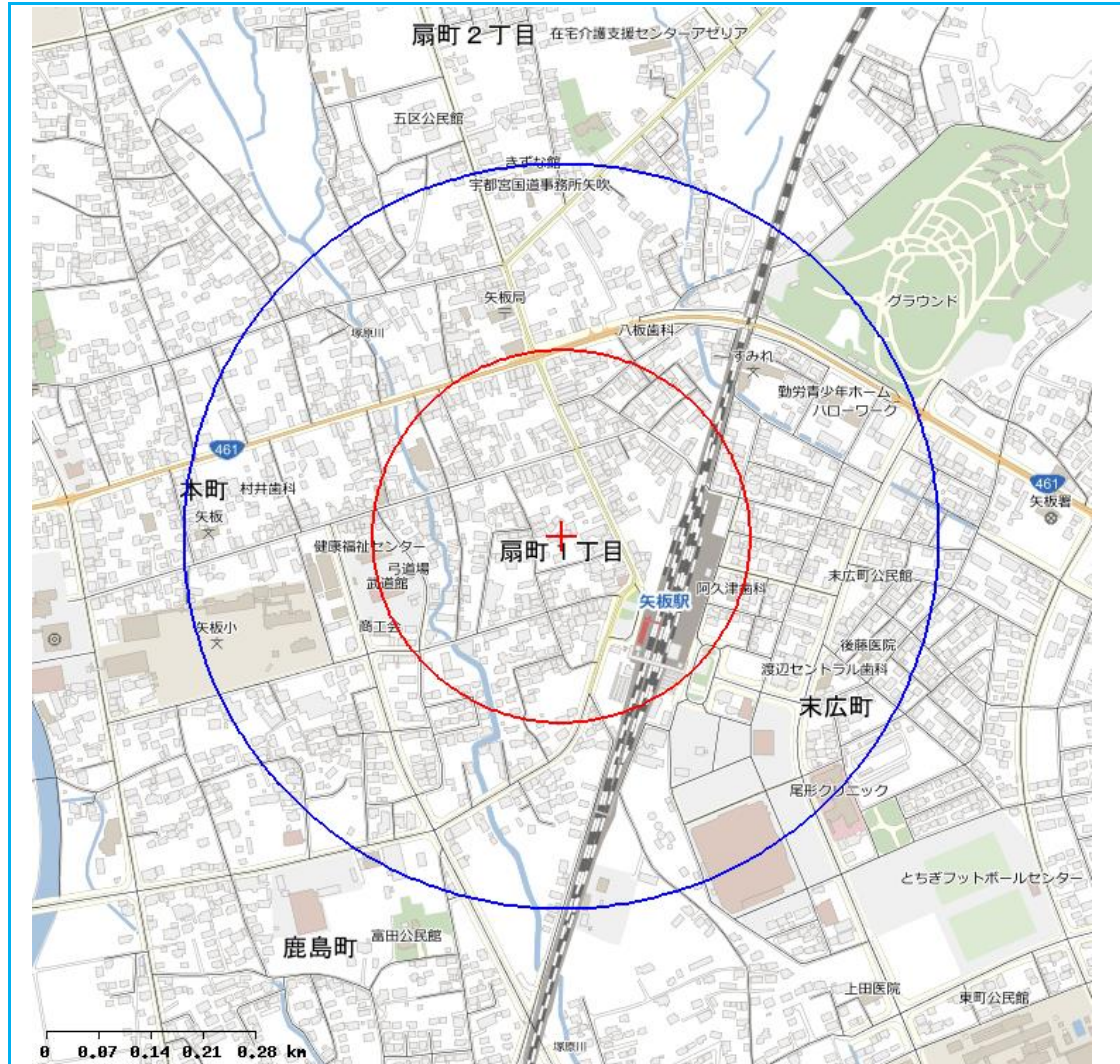 扇町2丁目
在宅介護支援センターアゼリア
五区公民館
きずな館
宇都宮国道事務所矢吹
矢板局
グラウンド
塚原川
八板歯科
すみれ
勤労青少年ホーム
ハローワーク
461
本町
村井歯科
461
矢板署
矢板
健康福祉センター
扇町1丁目
弓道場
武道館
阿久津歯科
末広町公民館
矢板駅
矢板小
商工会
後藤医院
渡辺セントラル歯科
末広町
尾形クリニック
とちぎフットボールセンター
富田公民館
鹿島町
上田医院
東町公民館
塚原川
0 0.07 0.14 0.21 0.28 km